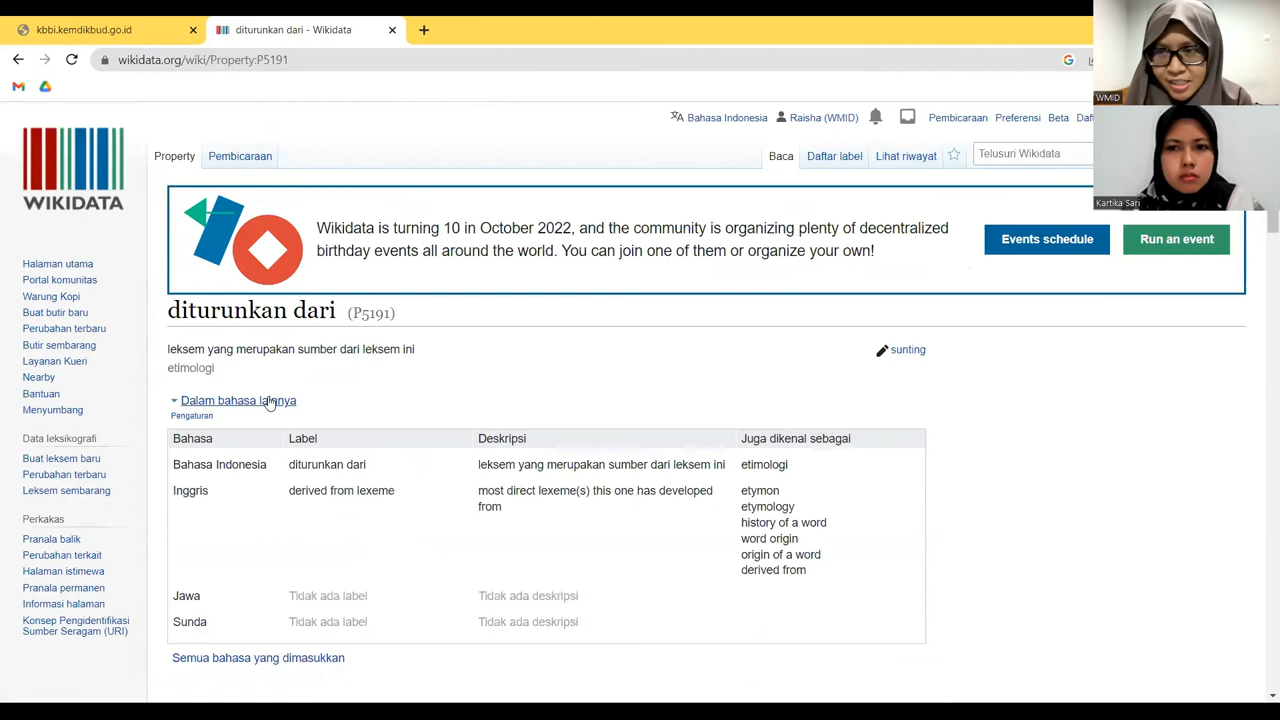 kbbi.kemdikbud.go.id
diturunkan dari - Wikidata
wikidata.org/wiki/Property:P5191
WMID
Kartika Sari
Bahasa Indonesia
Raisha (WMID)
Pembicaraan
Preferensi
Beta
Daf
Property
Pembicaraan
Baca
Daftar label
Lihat riwayat
Telusuri Wikidata
WIKIDATA
Wikidata is turning 10 in October 2022, and the community is organizing plenty of decentralized
birthday events all around the world. You can join one of them or organize your own!
Events schedule
Run an event
Halaman utama
Portal komunitas
Warung Kopi
Buat butir baru
Perubahan terbaru
Butir sembarang
Layanan Kueri
Nearby
Bantuan
Menyumbang
Data leksikografi
Buat leksem baru
Perubahan terbaru
Leksem sembarang
Perkakas
Pranala balik
Perubahan terkait
Halaman istimewa
Pranala permanen
Informasi halaman
Konsep Pengidentifikasi
Sumber Seragam (URI)
diturunkan dari (P5191)
leksem yang merupakan sumber dari leksem ini
sunting
etimologi
Dalam bahasa lainnya
Pengaturan
Bahasa Label Deskripsi Juga dikenal sebagai
Bahasa Indonesia diturunkan dari leksem yang merupakan sumber dari leksem ini etimologi
Inggris derived from lexeme most direct lexeme(s) this one has developed etymon
from etymology
history of a word
word origin
origin of a word
derived from
Jawa Tidak ada label Tidak ada deskripsi
Sunda Tidak ada label Tidak ada deskripsi
Semua bahasa yang dimasukkan